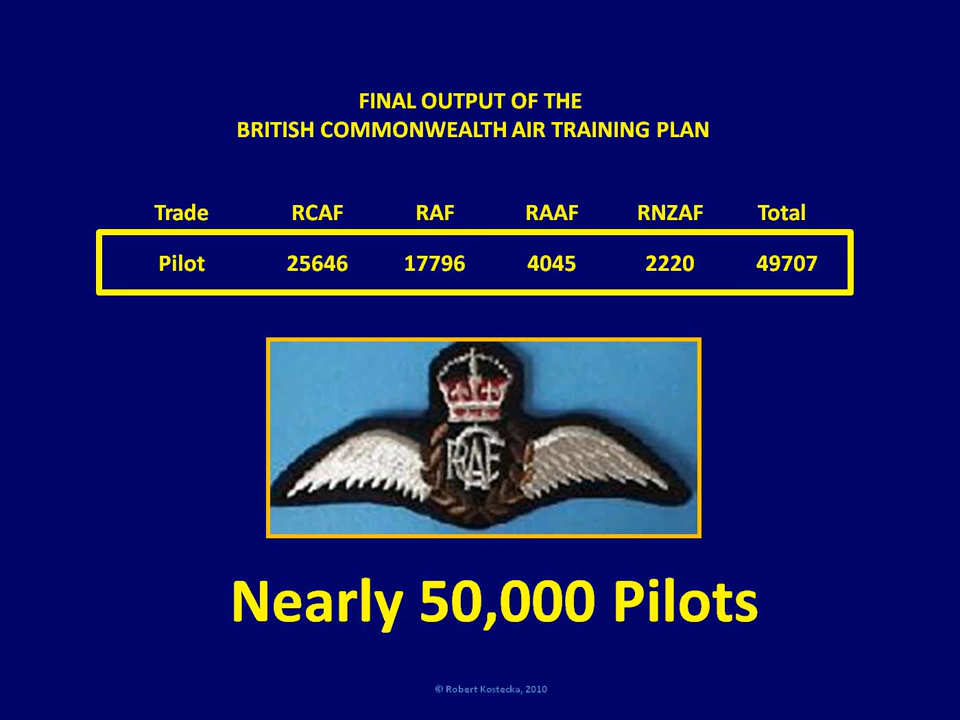 FINAL OUTPUT OF THE
BRITISH COMMONWEALTH AIR TRAINING PLAN
Trade RCAF RAF RAAF RNZAF Total
Pilot 25646 17796 4045 2220 49707
RCAF
Nearly 50,000 Pilots
© Robert Kostecka, 2010